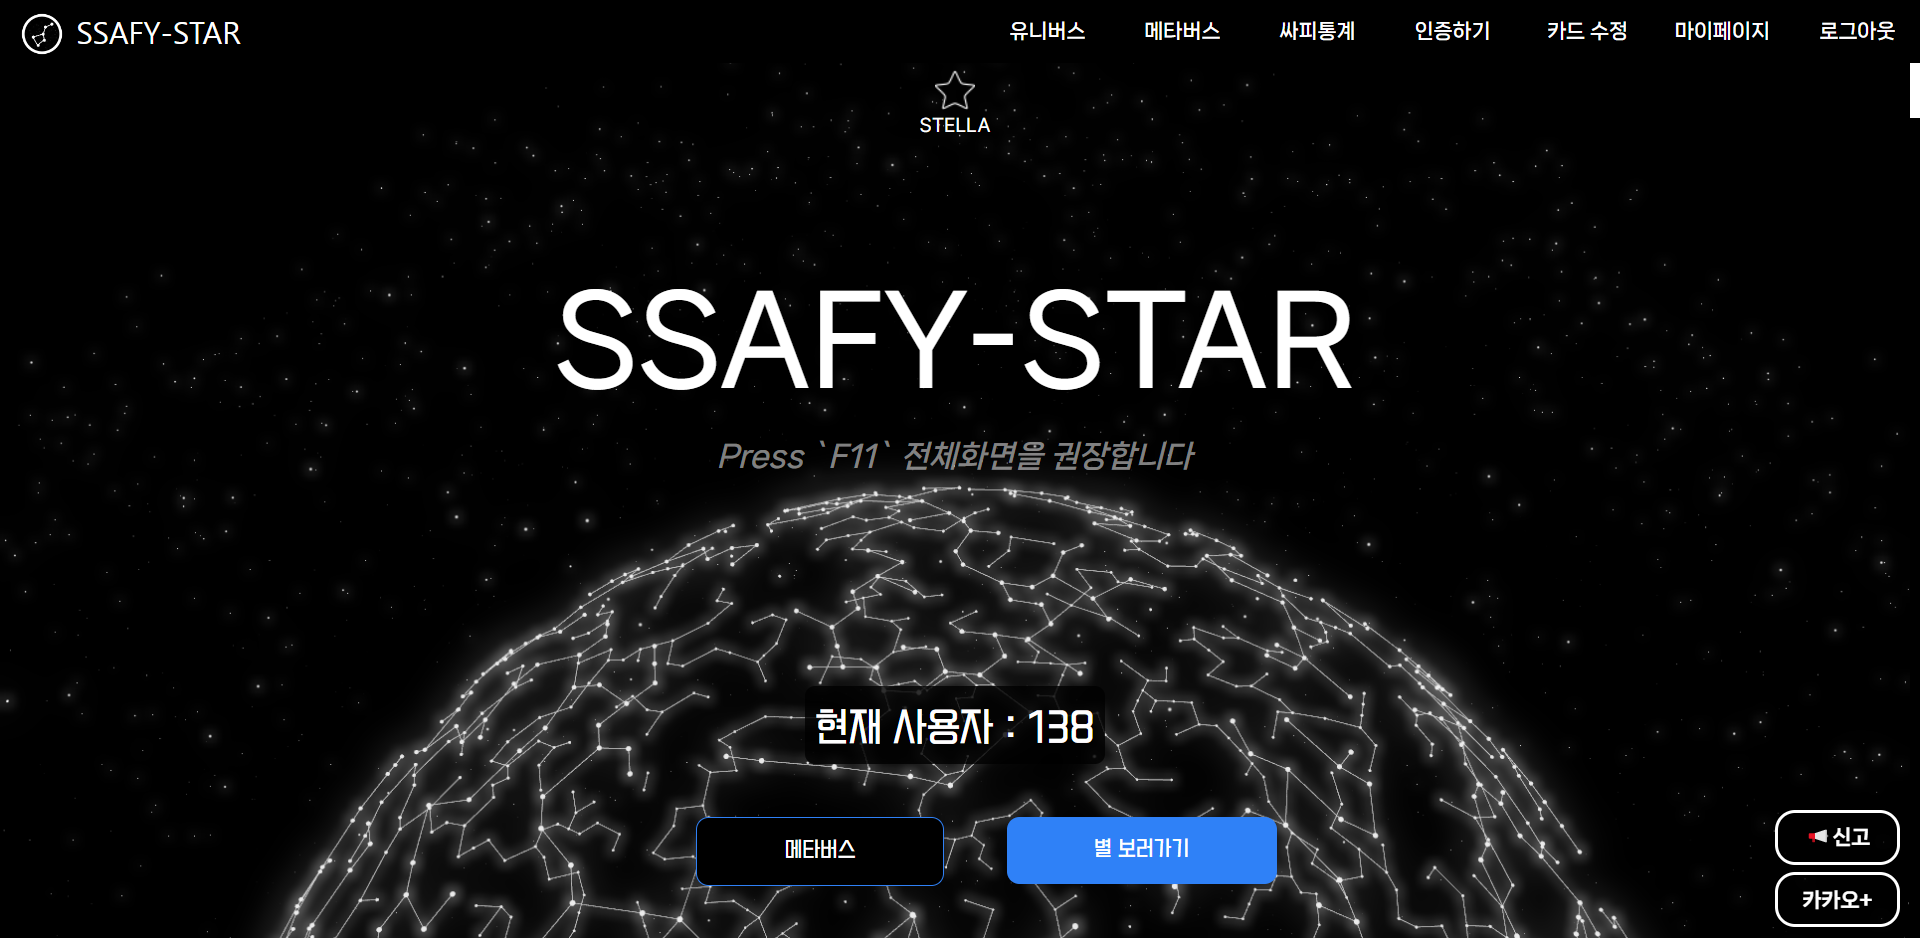 SSAFY-STAR
유니버스 메타버스 싸피통계 인증하기 카드 수정 마이페이지 로그아웃
STELLA
SSAFY-STAR
Press `F11` 전체화면을 권장합니다
현재 사용자 : 138
메타버스
별 보러가기
신고
카카오+